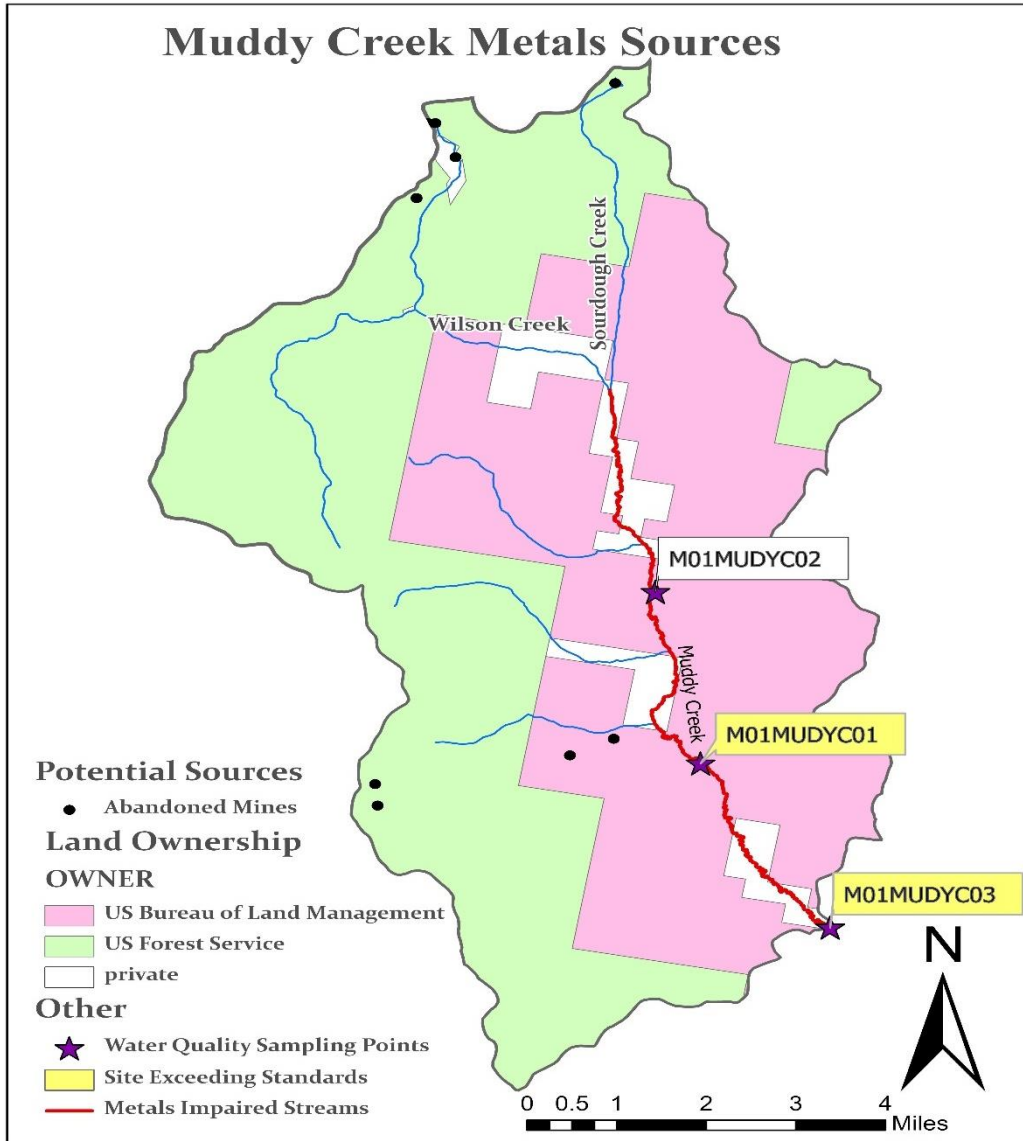 Muddy Creek Metals Sources
Sourdough Creek
Wilson Creek
M01MUDYC02
Muddy Creek
M01MUDYC01
M01MUDYC03
Potential Sources
Abandoned Mines
Land Ownership
OWNER
US Bureau of Land Management
US Forest Service
private
Other
Water Quality Sampling Points
Site Exceeding Standards
Metals Impaired Streams
N
0 0.5 1 2 3 4
Miles